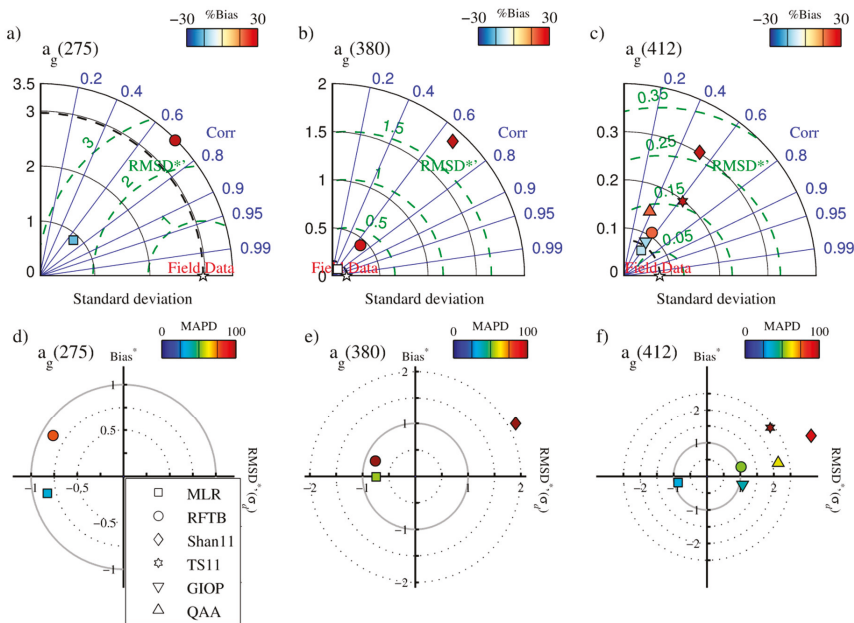 -30 %Bias 30
-30 %Bias 30
-30 %Bias 30
a) a_g(275)
b) a_g(380)
c) a_g(412)
3.5
3
2
1
0
0.2
0.4
0.6
0.8
0.9
0.95
0.99
Corr
3
2
1
RMSD*'
Field Data
Standard deviation
2
1.5
1
0.5
0
0.2
0.4
0.6
0.8
0.9
0.95
0.99
Corr
1.5
1
0.5
RMSD*'
Field Data
Standard deviation
0.4
0.3
0.2
0.1
0
0.2
0.4
0.6
0.8
0.9
0.95
0.99
Corr
0.35
0.25
0.15
0.05
RMSD*'
Field Data
Standard deviation
0 MAPD 100
0 MAPD 100
0 MAPD 100
d) a_g(275)
e) a_g(380)
f) a_g(412)
Bias*
1
0.5
-1
-0.5
-0.5
-1
RMSD*'(σ_d)
MLR
RFTB
Shan11
TS11
GIOP
QAA
Bias*
2
1
-2
-1
1
2
-1
-2
RMSD*'(σ_d)
Bias*
2
1
-2
-1
1
2
-1
-2
RMSD*'(σ_d)